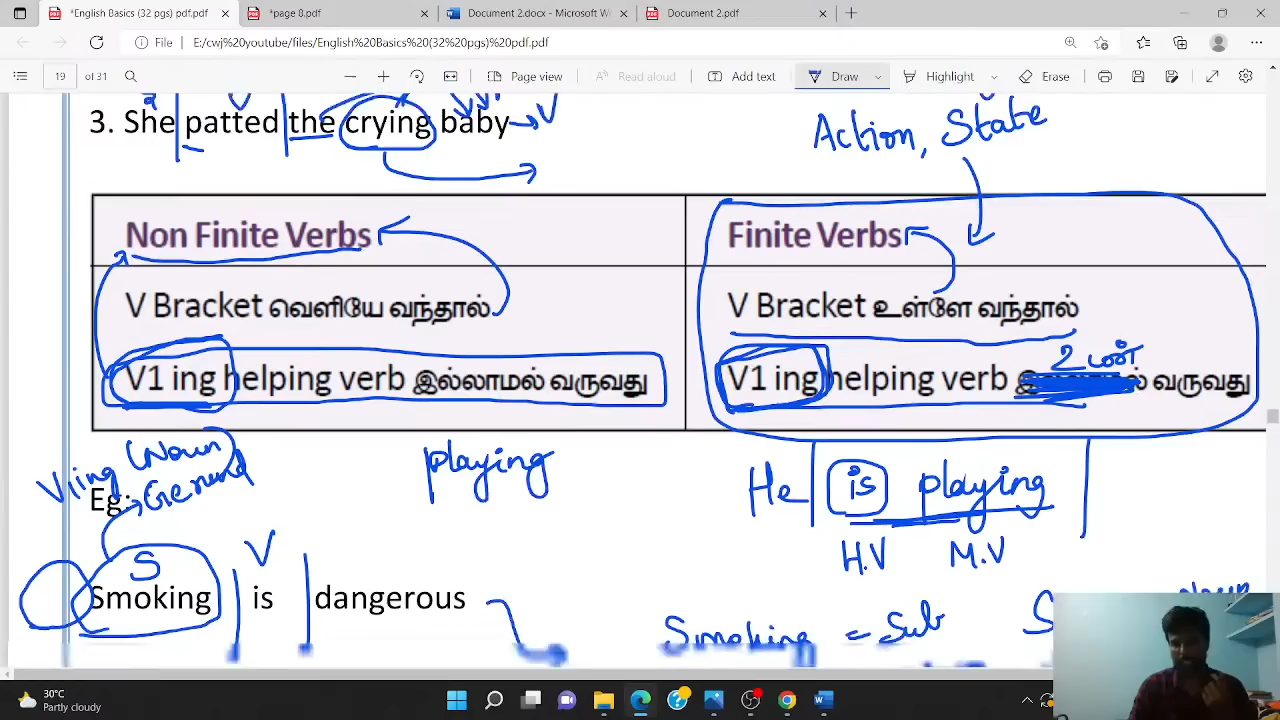 *English Basics (32 pgs) pdf.pdf
*page 8.pdf
Document 2.docx - Microsoft W
Document 2.pdf
File E:/cwj%20youtube/files/English%20Basics%20(32%20pgs)%20pdf.pdf
19 of 31 Page view Read aloud Add text Draw Highlight Erase
3. She patted the crying baby V
Action, State
Non Finite Verbs Finite Verbs
V Bracket வெளியே வந்தால் V Bracket உள்ளே வந்தால்
2 டன்
V1 ing helping verb இல்லாமல் வருவது V1 ing helping verb வருவது
V1ing (Noun) playing He is playing
Eg: Gerund
H.V M.V
S V
Smoking is dangerous
Smoking = Sub S
30°C
Partly cloudy